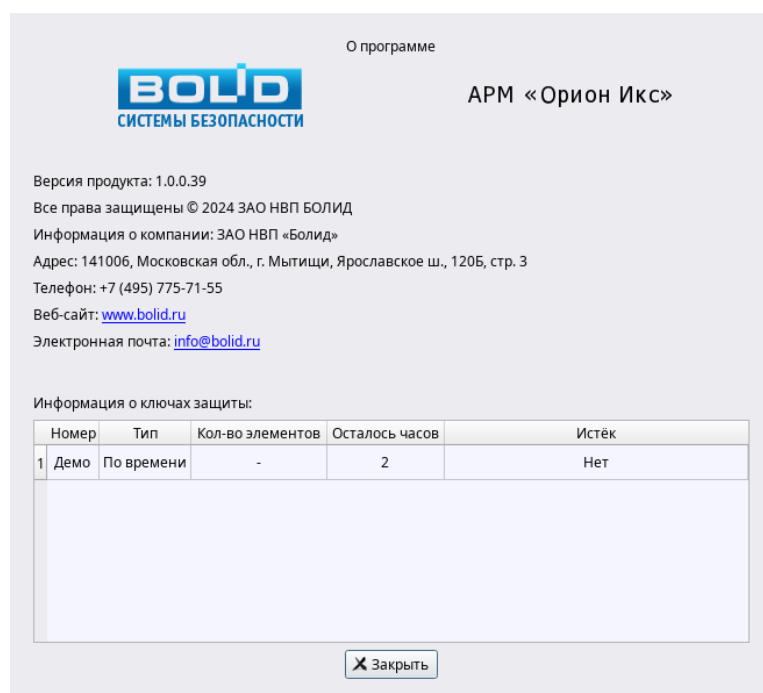 О программе
BOLID
СИСТЕМЫ БЕЗОПАСНОСТИ
АРМ «Орион Икс»
Версия продукта: 1.0.0.39
Все права защищены © 2024 ЗАО НВП БОЛИД
Информация о компании: ЗАО НВП «Болид»
Адрес: 141006, Московская обл., г. Мытищи, Ярославское ш., 120Б, стр. 3
Телефон: +7 (495) 775-71-55
Веб-сайт: www.bolid.ru
Электронная почта: info@bolid.ru
Информация о ключах защиты:
Номер Тип Кол-во элементов Осталось часов Истёк
1 Демо По времени - 2 Нет
Закрыть